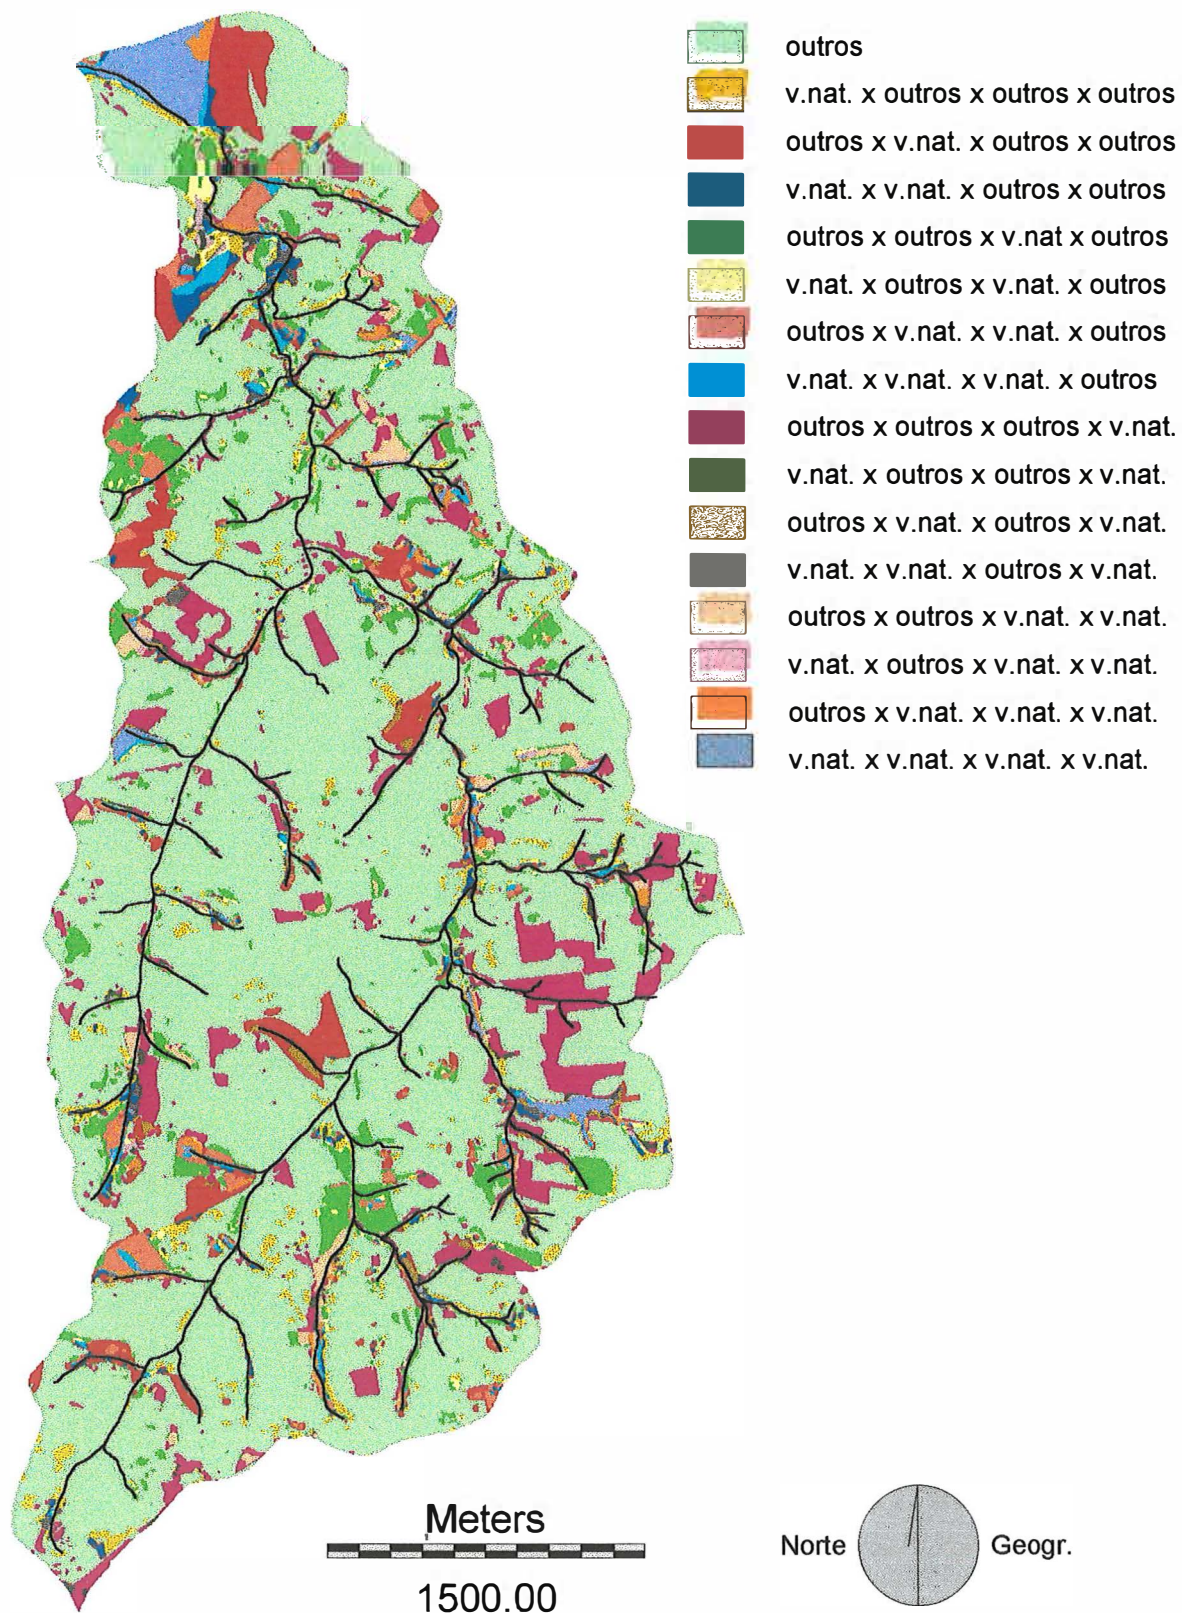 outros
v.nat. x outros x outros x outros
outros x v.nat. x outros x outros
v.nat. x v.nat. x outros x outros
outros x outros x v.nat x outros
v.nat. x outros x v.nat. x outros
outros x v.nat. x v.nat. x outros
v.nat. x v.nat. x v.nat. x outros
outros x outros x outros x v.nat.
v.nat. x outros x outros x v.nat.
outros x v.nat. x outros x v.nat.
v.nat. x v.nat. x outros x v.nat.
outros x outros x v.nat. x v.nat.
v.nat. x outros x v.nat. x v.nat.
outros x v.nat. x v.nat. x v.nat.
v.nat. x v.nat. x v.nat. x v.nat.
Meters
1500.00
Norte Geogr.